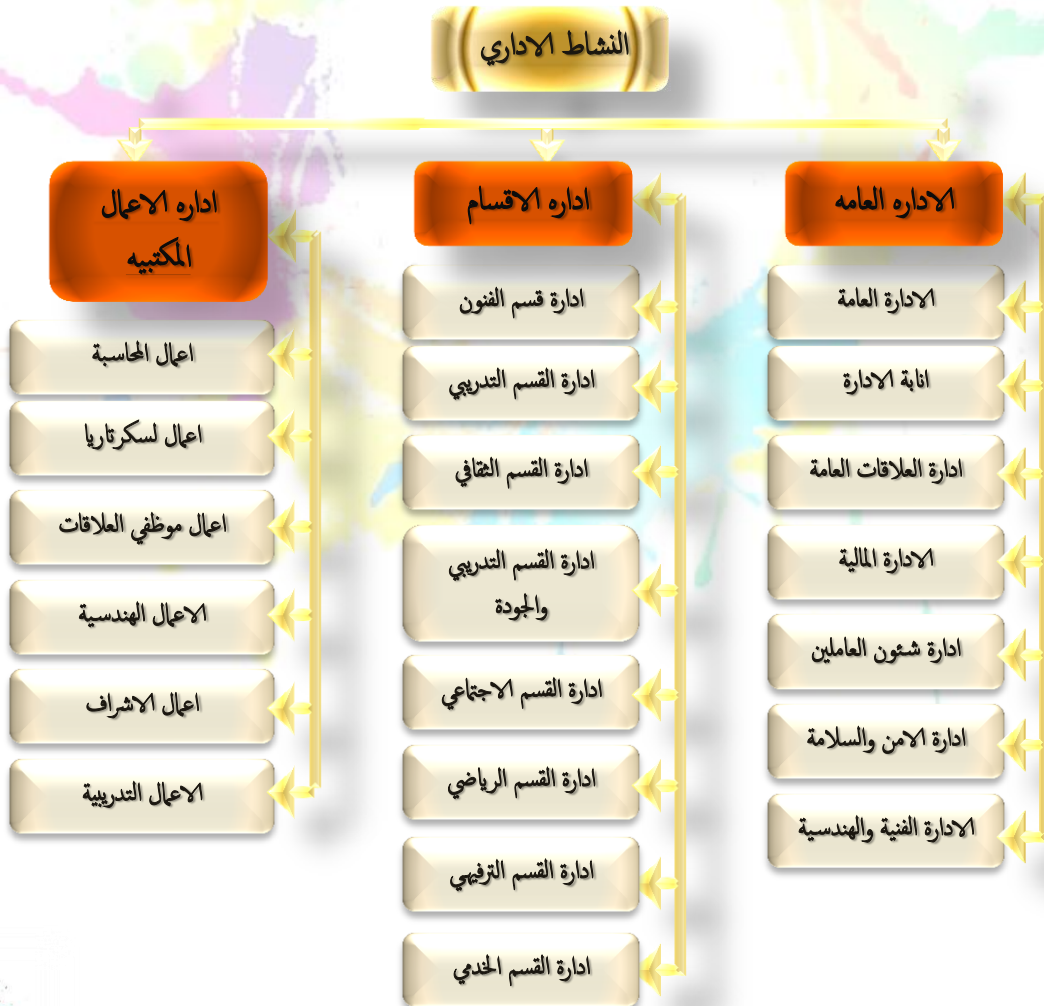 النشاط الاداري
الاداره العامه
الادارة العامة
انابة الادارة
ادارة العلاقات العامة
الادارة المالية
ادارة شئون العاملين
ادارة الامن والسلامة
الادارة الفنية والهندسية
اداره الاقسام
ادارة قسم الفنون
ادارة القسم التدريبي
ادارة القسم الثقافي
ادارة القسم التدريبي
والجودة
ادارة القسم الاجتماعي
ادارة القسم الرياضي
ادارة القسم الترفيهي
ادارة القسم الخدمي
اداره الاعمال
المكتبيه
اعمال المحاسبة
اعمال لسكرتاريا
اعمال موظفي العلاقات
الاعمال الهندسية
اعمال الاشراف
الاعمال التدريبية